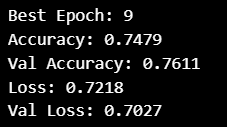 Best Epoch: 9
Accuracy: 0.7479
Val Accuracy: 0.7611
Loss: 0.7218
Val Loss: 0.7027